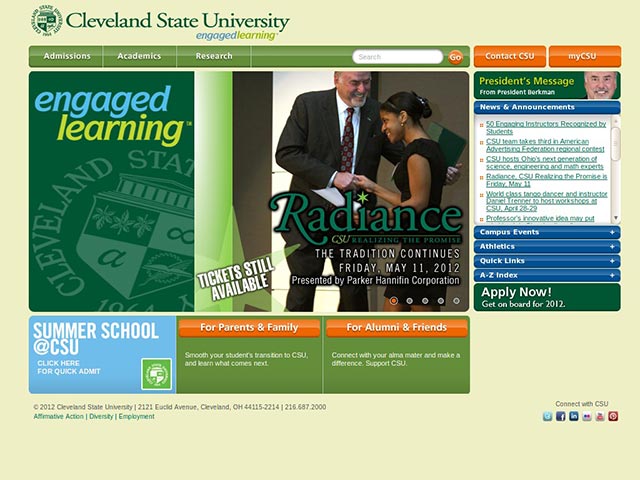 Cleveland State University
engagedlearning™
Admissions
Academics
Research
Search
Go
Contact CSU
myCSU
engaged
learning™
CLEVELAND STATE
Radiance
CSU REALIZING THE PROMISE
THE TRADITION CONTINUES
FRIDAY, MAY 11, 2012
Presented by Parker Hannifin Corporation
TICKETS STILL
AVAILABLE
President's Message
From President Berkman
News & Announcements
50 Engaging Instructors Recognized by
Students
CSU team takes third in American
Advertising Federation regional contest
CSU hosts Ohio's next generation of
science, engineering and math experts
Radiance, CSU Realizing the Promise is
Friday, May 11
World class tango dancer and instructor
Daniel Trenner to host workshops at
CSU, April 28-29
Professor's innovative idea may put
Campus Events +
Athletics +
Quick Links +
A-Z Index +
Apply Now!
Get on board for 2012.
SUMMER SCHOOL
@CSU
CLICK HERE
FOR QUICK ADMIT
For Parents & Family
Smooth your student's transition to CSU,
and learn what comes next.
For Alumni & Friends
Connect with your alma mater and make a
difference. Support CSU.
© 2012 Cleveland State University | 2121 Euclid Avenue, Cleveland, OH 44115-2214 | 216.687.2000
Affirmative Action | Diversity | Employment
Connect with CSU